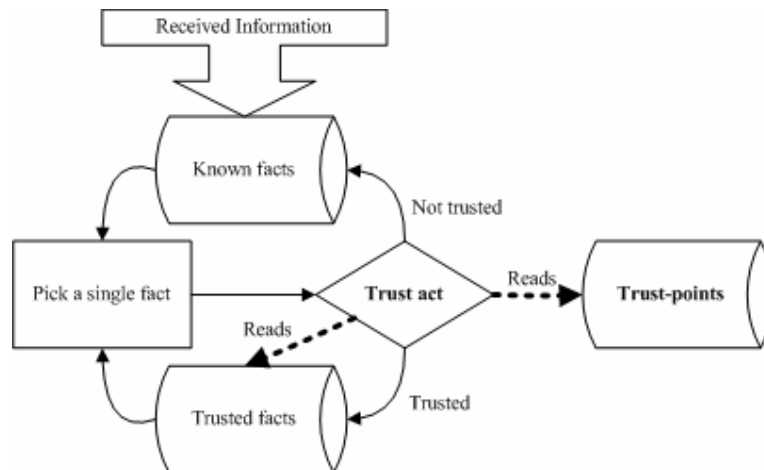 Received Information
Known facts
Not trusted
Pick a single fact
Trust act
Reads
Trust-points
Reads
Trusted facts
Trusted